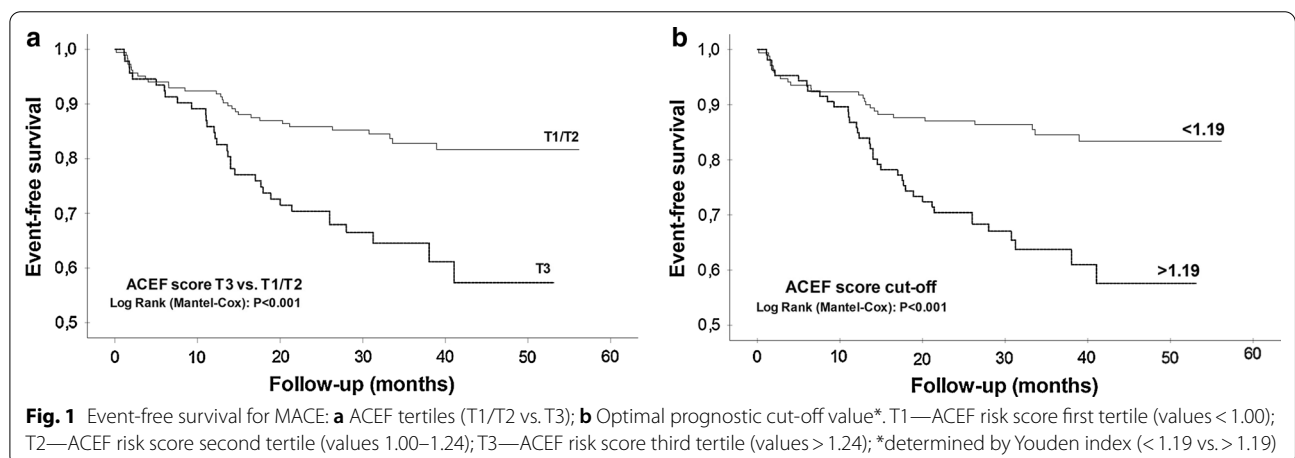 a
1,0
0,9
0,8
0,7
0,6
0,5
Event-free survival
T1/T2
T3
ACEF score T3 vs. T1/T2
Log Rank (Mantel-Cox): P<0.001
0 10 20 30 40 50 60
Follow-up (months)
b
1,0
0,9
0,8
0,7
0,6
0,5
Event-free survival
<1.19
>1.19
ACEF score cut-off
Log Rank (Mantel-Cox): P<0.001
0 10 20 30 40 50 60
Follow-up (months)
Fig. 1 Event-free survival for MACE: a ACEF tertiles (T1/T2 vs. T3); b Optimal prognostic cut-off value*. T1—ACEF risk score first tertile (values < 1.00);
T2—ACEF risk score second tertile (values 1.00–1.24); T3—ACEF risk score third tertile (values > 1.24); *determined by Youden index (< 1.19 vs. > 1.19)